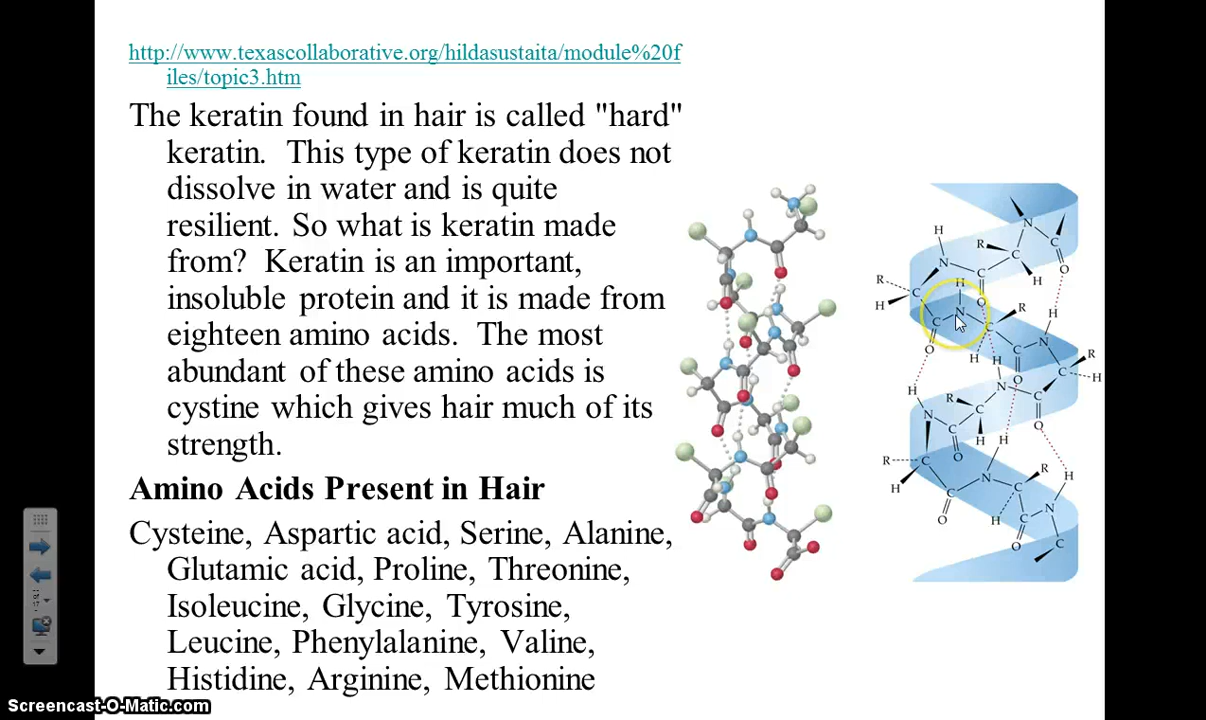 http://www.texascollaborative.org/hildasustaita/module%20f
iles/topic3.htm
The keratin found in hair is called "hard"
keratin. This type of keratin does not
dissolve in water and is quite
resilient. So what is keratin made
from? Keratin is an important,
insoluble protein and it is made from
eighteen amino acids. The most
abundant of these amino acids is
cystine which gives hair much of its
strength.
Amino Acids Present in Hair
Cysteine, Aspartic acid, Serine, Alanine,
Glutamic acid, Proline, Threonine,
Isoleucine, Glycine, Tyrosine,
Leucine, Phenylalanine, Valine,
Histidine, Arginine, Methionine
N
H
R
C
C
N
C
O
H
R
H
C
H
O
N
R
H
C
C
O
H
H
N
C
C
R
H
H
O
N
C
R
C
O
N
C
H
H
O
H
R
C
N
R
H
H
C
O
C
H
C
N
O
C
Screencast-O-Matic.com